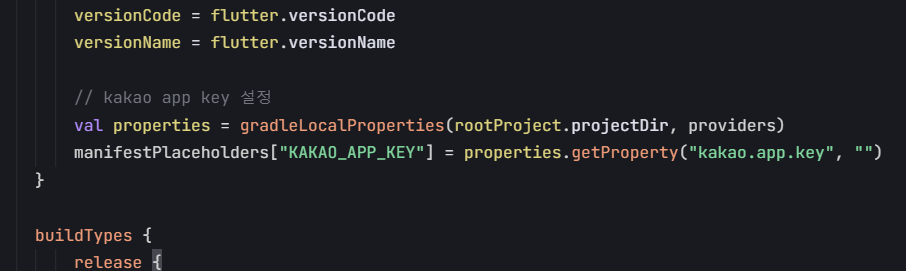 versionCode = flutter.versionCode
versionName = flutter.versionName
// kakao app key 설정
val properties = gradleLocalProperties(rootProject.projectDir, providers)
manifestPlaceholders["KAKAO_APP_KEY"] = properties.getProperty("kakao.app.key", "")
}
buildTypes {
release {